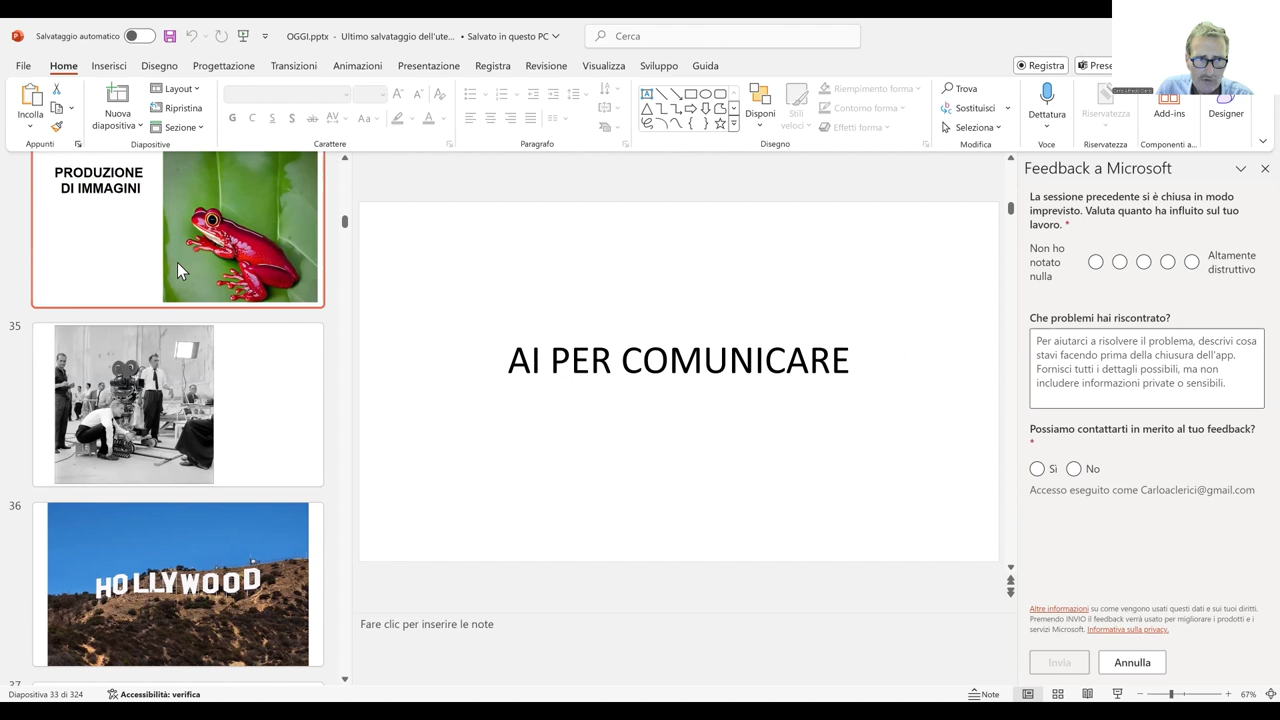 Salvataggio automatico
OGGI.pptx - Ultimo salvataggio dell'ute... • Salvato in questo PC
Cerca
File Home Inserisci Disegno Progettazione Transizioni Animazioni Presentazione Registra Revisione Visualizza Sviluppo Guida
Registra
Prese
Incolla
Nuova diapositiva
Layout
Ripristina
Sezione
G C S S ab AV Aa A
Disponi
Stili veloci
Riempimento forma
Contorno forma
Effetti forma
Trova
Sostituisci
Seleziona
Dettatura
Riservatezza
Add-ins
Designer
Appunti Diapositive Carattere Paragrafo Disegno Modifica Voce Riservatezza Componenti a...
PRODUZIONE
DI IMMAGINI
35
36
HOLLYWOOD
37
AI PER COMUNICARE
Fare clic per inserire le note
Feedback a Microsoft
La sessione precedente si è chiusa in modo
imprevisto. Valuta quanto ha influito sul tuo
lavoro. *
Non ho
notato
nulla
Altamente
distruttivo
Che problemi hai riscontrato?
Per aiutarci a risolvere il problema, descrivi cosa
stavi facendo prima della chiusura dell'app.
Fornisci tutti i dettagli possibili, ma non
includere informazioni private o sensibili.
Possiamo contattarti in merito al tuo feedback?
*
Sì No
Accesso eseguito come Carloaclerici@gmail.com
Altre informazioni su come vengono usati questi dati e sui tuoi diritti.
Premendo INVIO il feedback verrà usato per migliorare i prodotti e i
servizi Microsoft. Informativa sulla privacy.
Invia Annulla
Diapositiva 33 di 324 Accessibilità: verifica
Note
67%